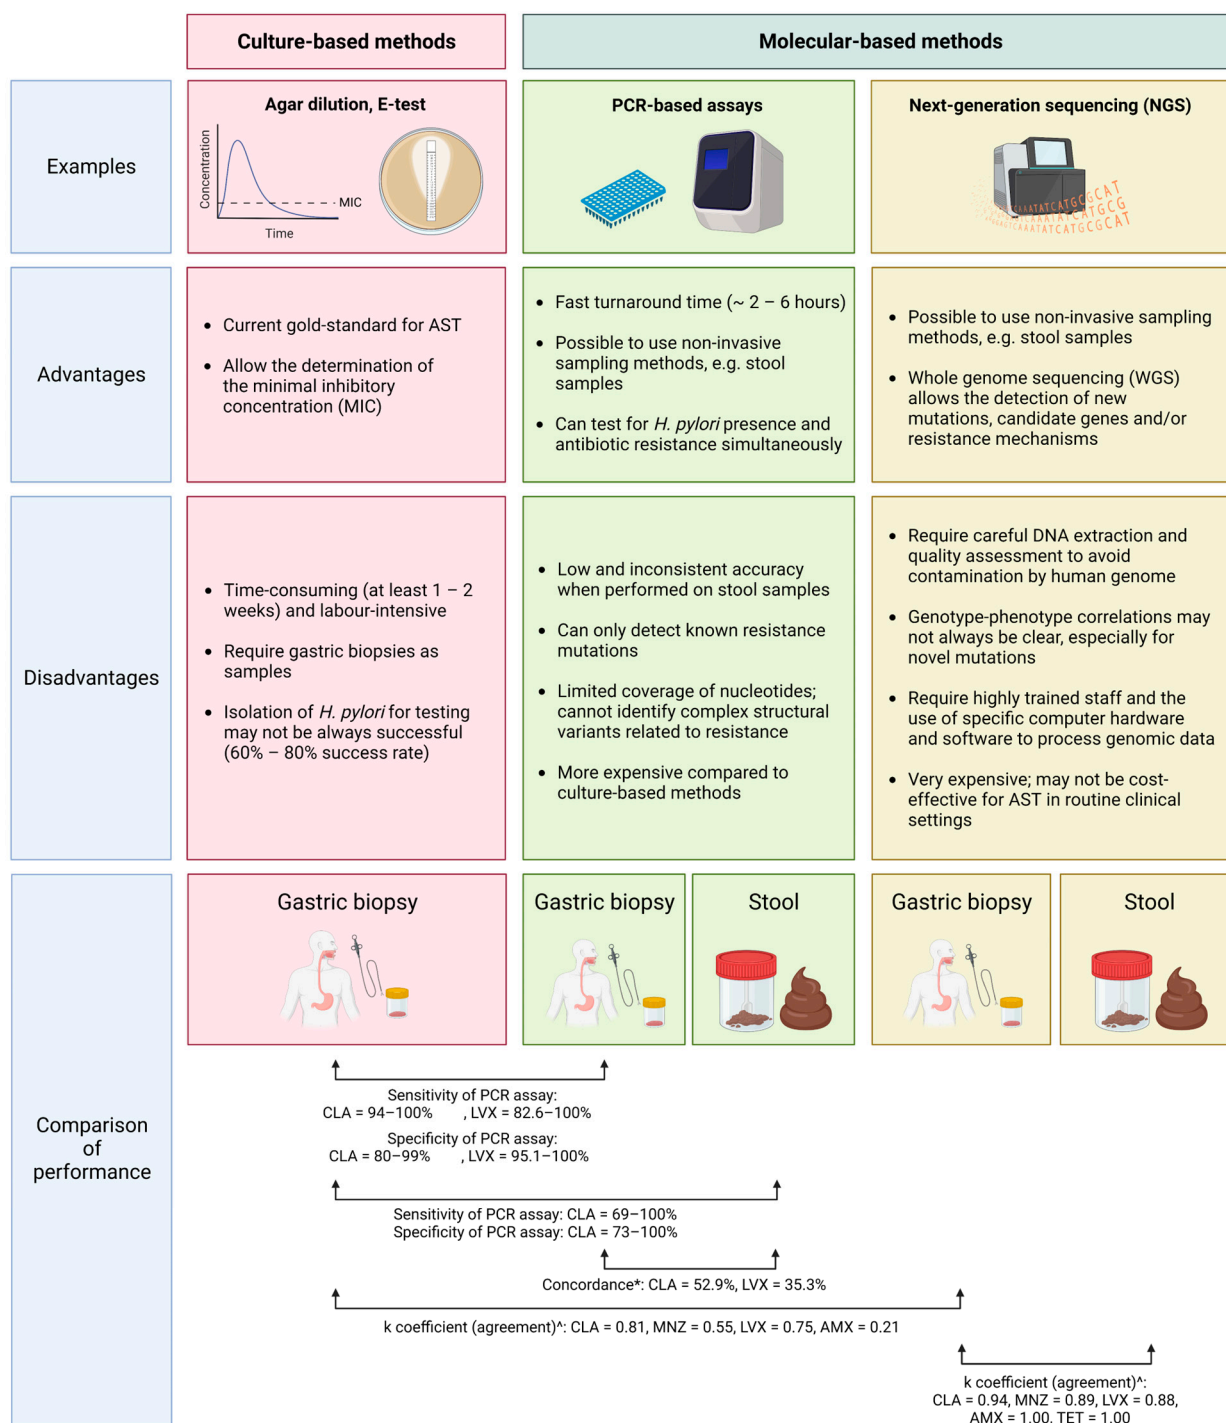 Culture-based methods
Molecular-based methods
Examples
Agar dilution, E-test
Concentration
MIC
Time
PCR-based assays
Next-generation sequencing (NGS)
Advantages
• Current gold-standard for AST
• Allow the determination of
the minimal inhibitory
concentration (MIC)
• Fast turnaround time (~ 2 – 6 hours)
• Possible to use non-invasive
sampling methods, e.g. stool
samples
• Can test for H. pylori presence and
antibiotic resistance simultaneously
• Possible to use non-invasive sampling
methods, e.g. stool samples
• Whole genome sequencing (WGS)
allows the detection of new
mutations, candidate genes and/or
resistance mechanisms
Disadvantages
• Time-consuming (at least 1 – 2
weeks) and labour-intensive
• Require gastric biopsies as
samples
• Isolation of H. pylori for testing
may not be always successful
(60% – 80% success rate)
• Low and inconsistent accuracy
when performed on stool samples
• Can only detect known resistance
mutations
• Limited coverage of nucleotides;
cannot identify complex structural
variants related to resistance
• More expensive compared to
culture-based methods
• Require careful DNA extraction and
quality assessment to avoid
contamination by human genome
• Genotype-phenotype correlations may
not always be clear, especially for
novel mutations
• Require highly trained staff and the
use of specific computer hardware
and software to process genomic data
• Very expensive; may not be cost-
effective for AST in routine clinical
settings
Comparison
of
performance
Gastric biopsy
Gastric biopsy
Stool
Gastric biopsy
Stool
Sensitivity of PCR assay:
CLA = 94–100% , LVX = 82.6–100%
Specificity of PCR assay:
CLA = 80–99% , LVX = 95.1–100%
Sensitivity of PCR assay: CLA = 69–100%
Specificity of PCR assay: CLA = 73–100%
Concordance*: CLA = 52.9%, LVX = 35.3%
k coefficient (agreement)^: CLA = 0.81, MNZ = 0.55, LVX = 0.75, AMX = 0.21
k coefficient (agreement)^:
CLA = 0.94, MNZ = 0.89, LVX = 0.88,
AMX = 1.00, TET = 1.00